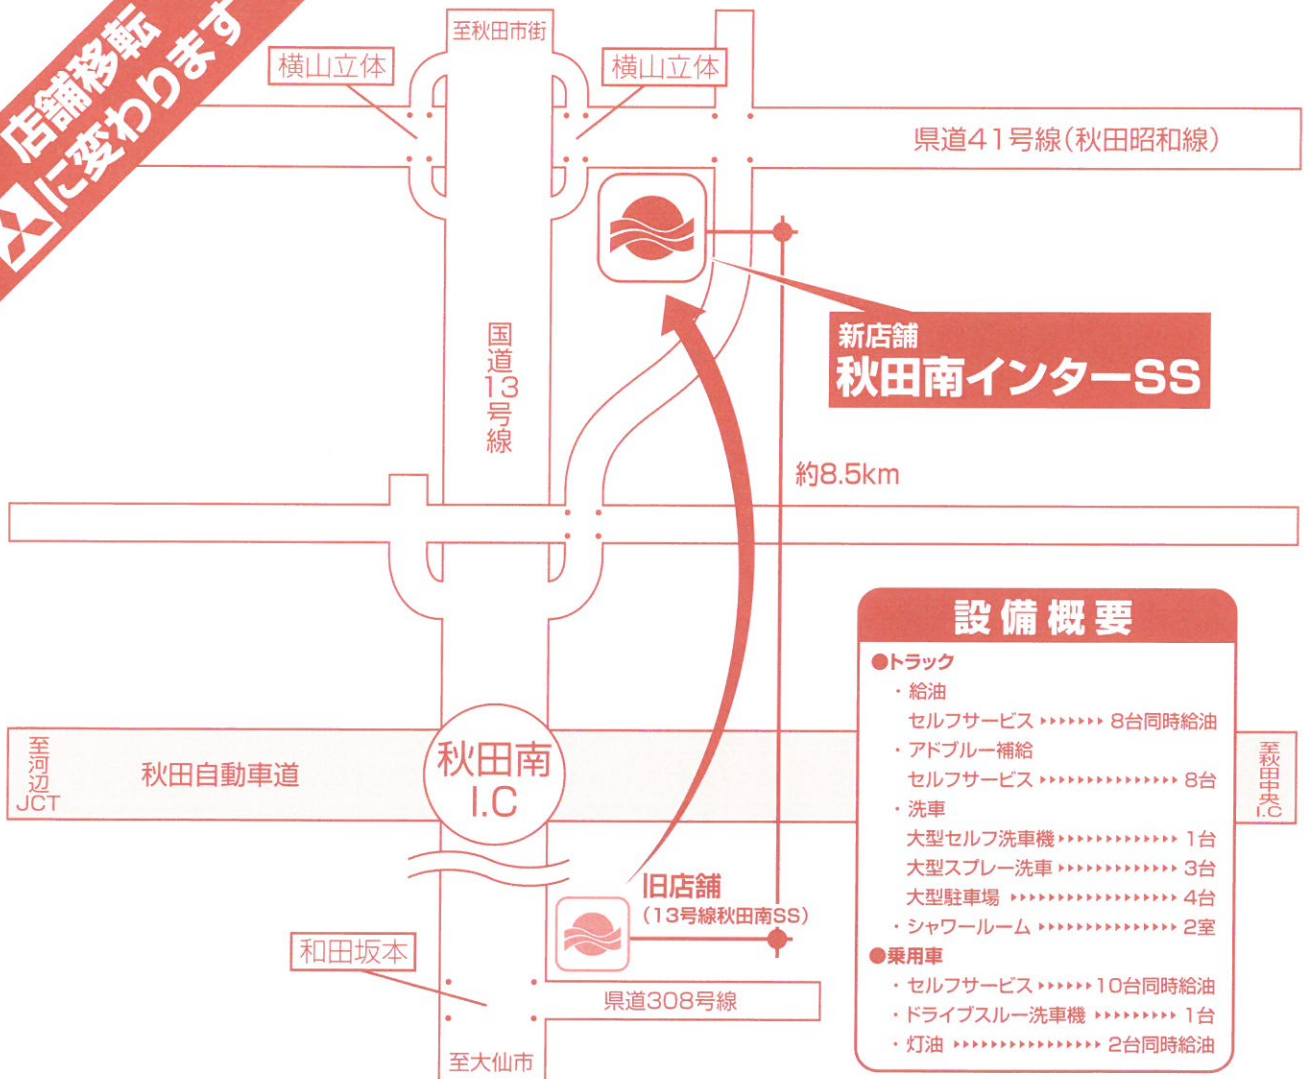 店舗移転
に変わります
至秋田市街
横山立体
横山立体
県道41号線(秋田昭和線)
国道13号線
新店舗
秋田南インターSS
約8.5km
至河辺JCT
秋田自動車道
秋田南
I.C
至秋田中央I.C
旧店舗
(13号線秋田南SS)
和田坂本
県道308号線
至大仙市
設備概要
●トラック
・給油
セルフサービス 8台同時給油
・アドブルー補給
セルフサービス 8台
・洗車
大型セルフ洗車機 1台
大型スプレー洗車 3台
大型駐車場 4台
・シャワールーム 2室
●乗用車
・セルフサービス 10台同時給油
・ドライブスルー洗車機 1台
・灯油 2台同時給油